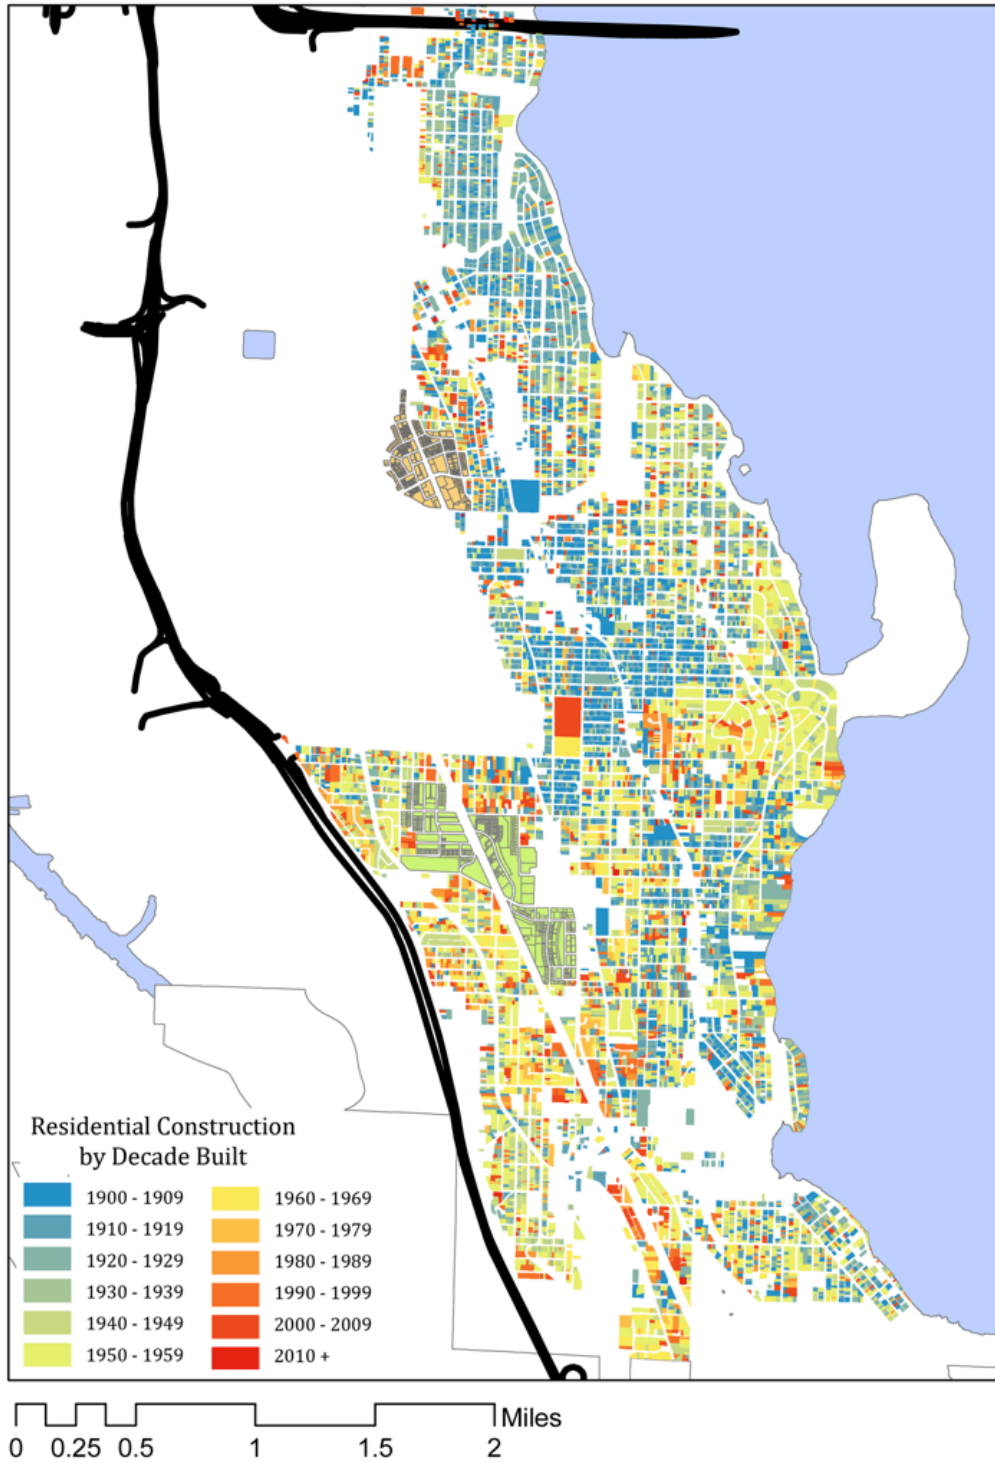 Residential Construction
by Decade Built
1900 - 1909
1910 - 1919
1920 - 1929
1930 - 1939
1940 - 1949
1950 - 1959
1960 - 1969
1970 - 1979
1980 - 1989
1990 - 1999
2000 - 2009
2010 +
Miles
0 0.25 0.5 1 1.5 2